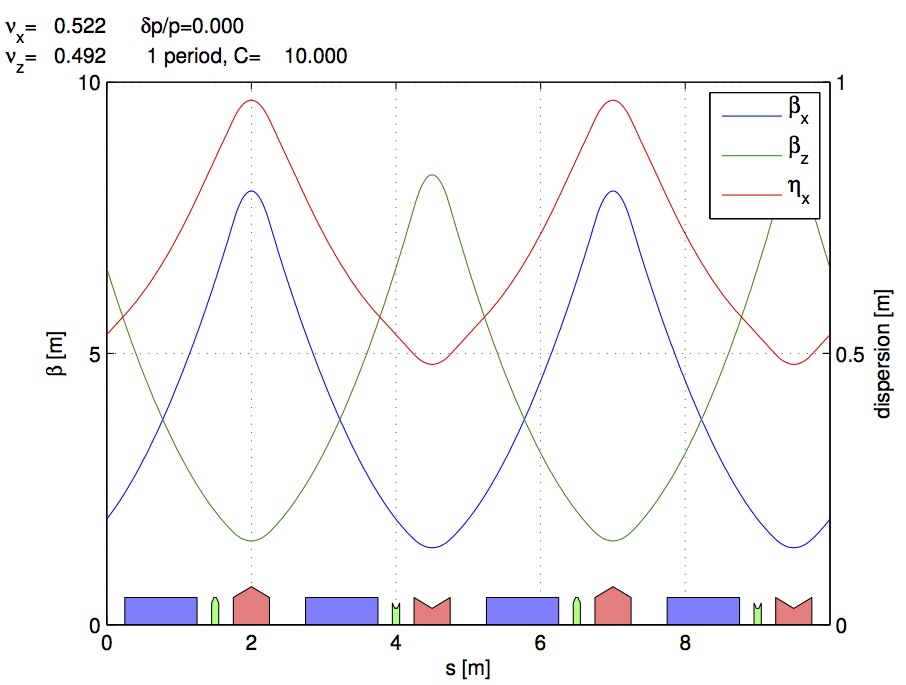 νx= 0.522 δp/p=0.000
νz= 0.492 1 period, C= 10.000
10
5
0
β [m]
1
0.5
0
dispersion [m]
βx
βz
ηx
0 2 4 6 8
s [m]